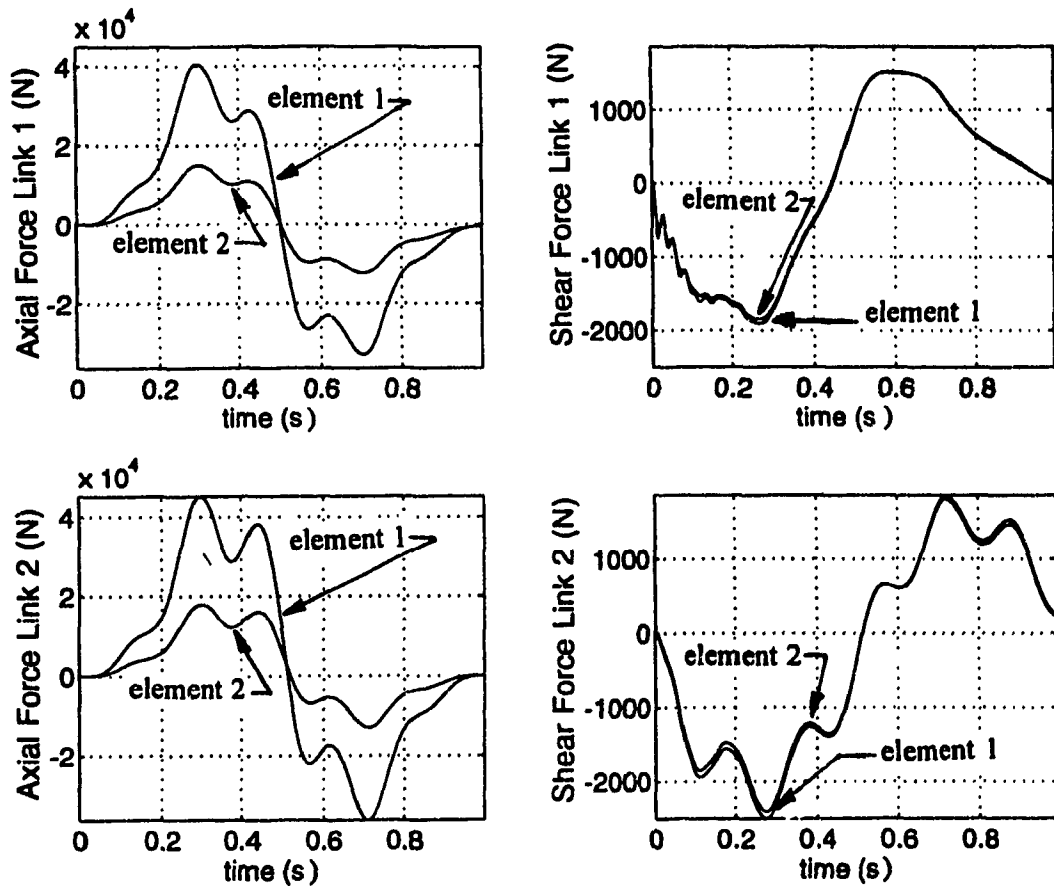 x 10⁴
Axial Force Link 1 (N)
4
2
0
-2
element 1
element 2
0 0.2 0.4 0.6 0.8
time (s)
Shear Force Link 1 (N)
1000
0
-1000
-2000
element 2
element 1
0 0.2 0.4 0.6 0.8
time (s)
x 10⁴
Axial Force Link 2 (N)
4
2
0
-2
element 1
element 2
0 0.2 0.4 0.6 0.8
time (s)
Shear Force Link 2 (N)
1000
0
-1000
-2000
element 2
element 1
0 0.2 0.4 0.6 0.8
time (s)